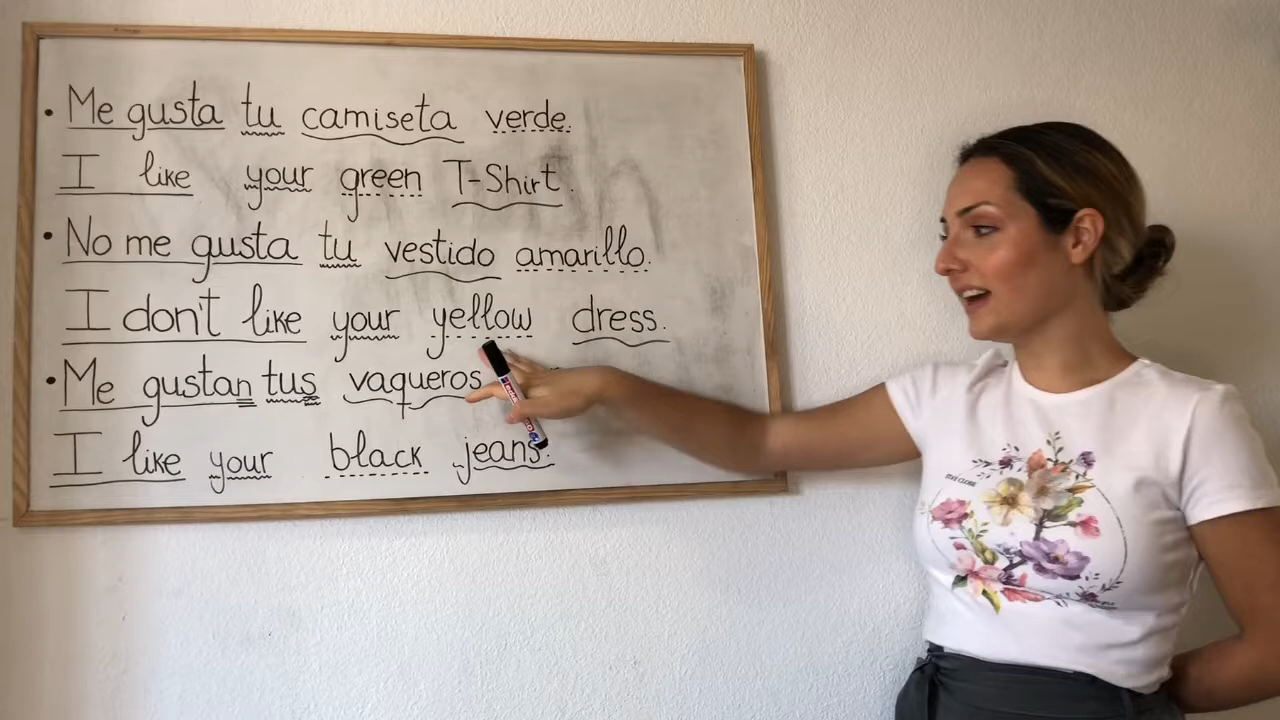 • Me gusta tu camiseta verde.
I like your green T-Shirt.
• No me gusta tu vestido amarillo.
I don't like your yellow dress.
• Me gustan tus vaqueros
I like your black jeans.